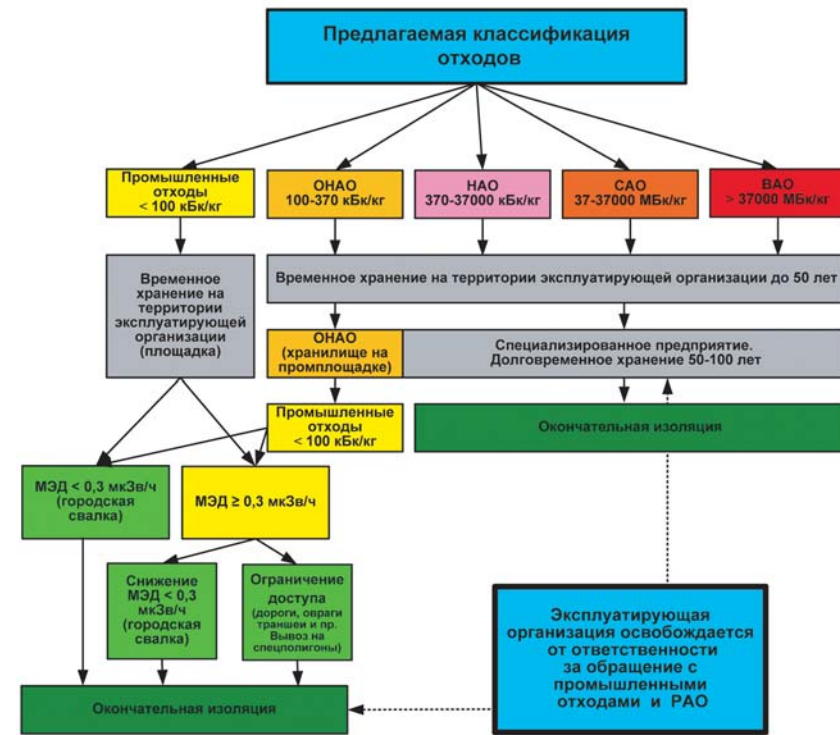 Предлагаемая классификация
отходов
Промышленные
отходы
< 100 кБк/кг
ОНАО
100-370 кБк/кг
НАО
370-37000 кБк/кг
САО
37-37000 МБк/кг
ВАО
> 37000 МБк/кг
Временное
хранение на
территории
эксплуатирующей
организации
(площадка)
Временное хранение на территории эксплуатирующей организации до 50 лет
ОНАО
(хранилище на
промплощадке)
Специализированное предприятие.
Долговременное хранение 50-100 лет
Промышленные
отходы
< 100 кБк/кг
Окончательная изоляция
МЭД < 0,3 мкЗв/ч
(городская
свалка)
МЭД ≥ 0,3 мкЗв/ч
Снижение
МЭД < 0,3
мкЗв/ч
(городская
свалка)
Ограничение
доступа
(дороги, овраги
траншеи и пр.
Вывоз на
спецполигоны)
Эксплуатирующая
организация освобождается
от ответственности
за обращение с
промышленными
отходами и РАО
Окончательная изоляция